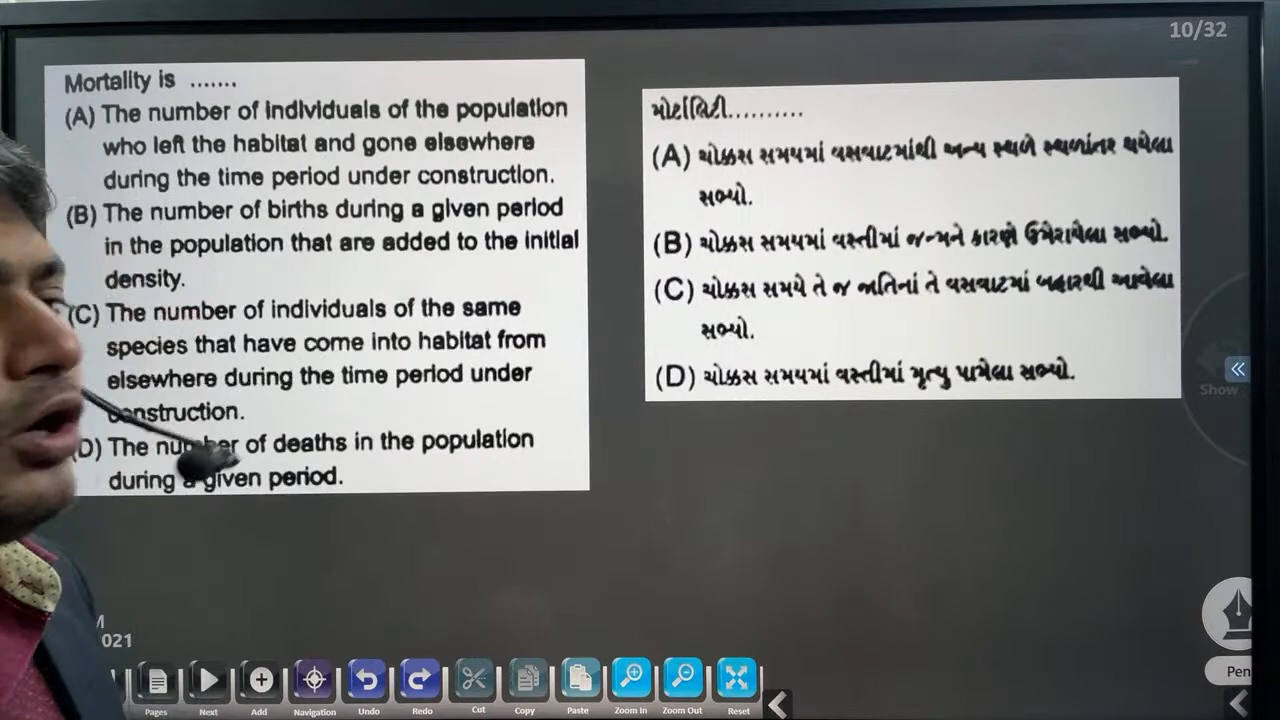 10/32
Mortality is .......
(A) The number of individuals of the population
who left the habitat and gone elsewhere
during the time period under construction.
(B) The number of births during a given period
in the population that are added to the initial
density.
(C) The number of individuals of the same
species that have come into habitat from
elsewhere during the time period under
construction.
D) The number of deaths in the population
during a given period.
મોર્ટાલિટી..........
(A) ચોક્કસ સમયમાં વસવાટમાંથી અન્ય સ્થળે સ્થળાંતર થયેલા
સભ્યો.
(B) ચોક્કસ સમયમાં વસ્તીમાં જન્મને કારણે ઉમેરાયેલા સભ્યો.
(C) ચોક્કસ સમયે તે જ જાતિનાં તે વસવાટમાં બહારથી આવેલા
સભ્યો.
(D) ચોક્કસ સમયમાં વસ્તીમાં મૃત્યુ પામેલા સભ્યો.
Show
021
Pen
Pages Next Add Navigation Undo Redo Cut Copy Paste Zoom In Zoom Out Reset